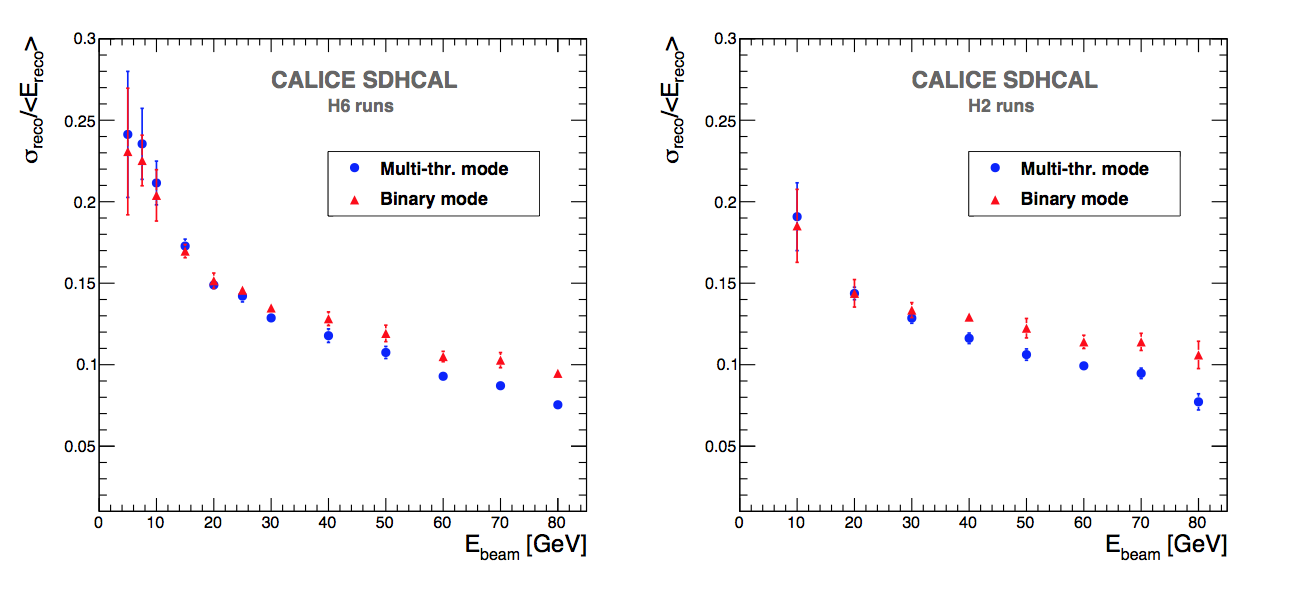 σreco/<Ereco>
0.3
0.25
0.2
0.15
0.1
0.05
CALICE SDHCAL
H6 runs
Multi-thr. mode
Binary mode
0 10 20 30 40 50 60 70 80
Ebeam [GeV]
σreco/<Ereco>
0.3
0.25
0.2
0.15
0.1
0.05
CALICE SDHCAL
H2 runs
Multi-thr. mode
Binary mode
0 10 20 30 40 50 60 70 80
Ebeam [GeV]